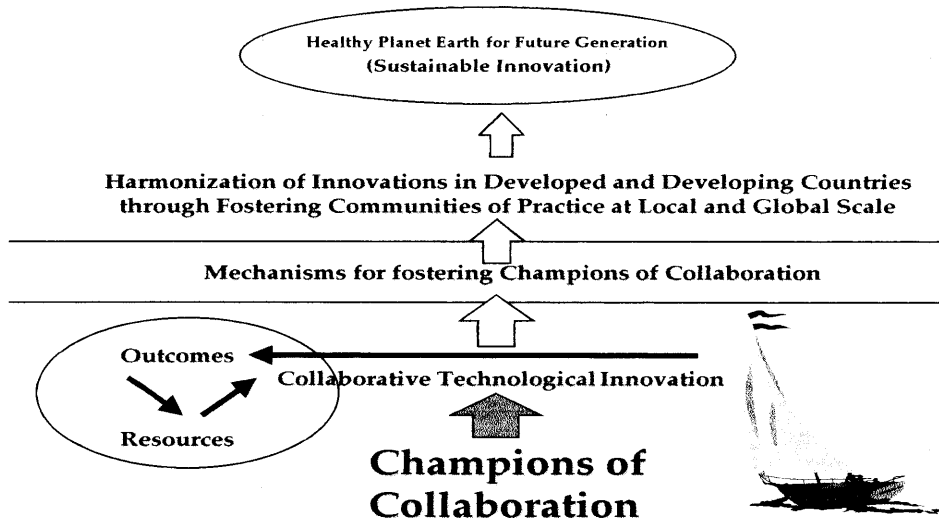 Healthy Planet Earth for Future Generation
(Sustainable Innovation)
Harmonization of Innovations in Developed and Developing Countries
through Fostering Communities of Practice at Local and Global Scale
Mechanisms for fostering Champions of Collaboration
Outcomes
Collaborative Technological Innovation
Resources
Champions of
Collaboration